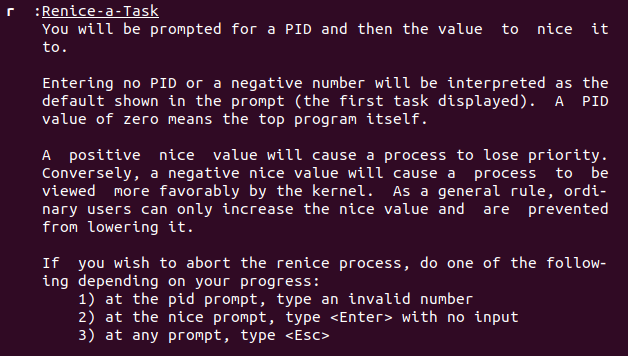 r :Renice-a-Task
You will be prompted for a PID and then the value to nice it
to.
Entering no PID or a negative number will be interpreted as the
default shown in the prompt (the first task displayed). A PID
value of zero means the top program itself.
A positive nice value will cause a process to lose priority.
Conversely, a negative nice value will cause a process to be
viewed more favorably by the kernel. As a general rule, ordi-
nary users can only increase the nice value and are prevented
from lowering it.
If you wish to abort the renice process, do one of the follow-
ing depending on your progress:
1) at the pid prompt, type an invalid number
2) at the nice prompt, type <Enter> with no input
3) at any prompt, type <Esc>